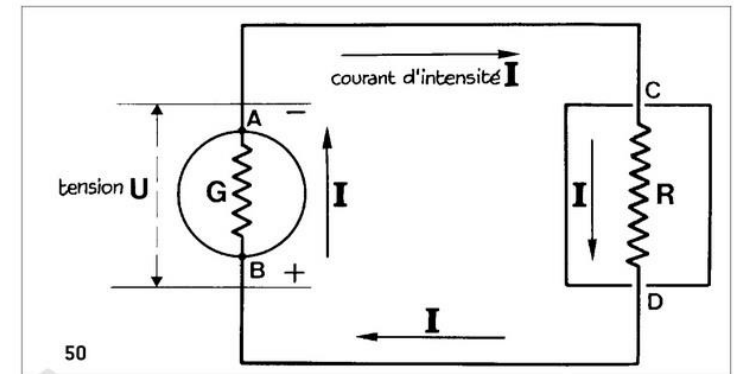 courant d'intensité I
C
A −
tension U
G
I
I
R
B +
D
I
50